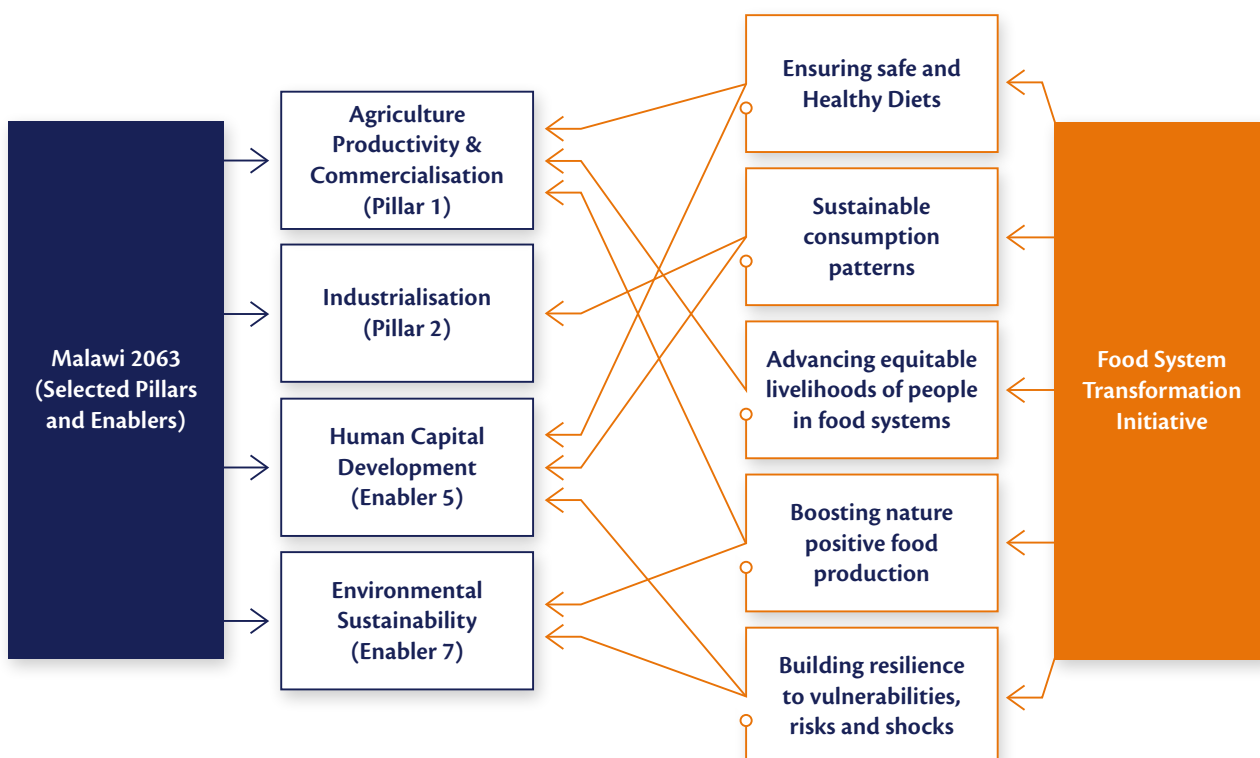 Malawi 2063
(Selected Pillars
and Enablers)
Agriculture
Productivity &
Commercialisation
(Pillar 1)
Industrialisation
(Pillar 2)
Human Capital
Development
(Enabler 5)
Environmental
Sustainability
(Enabler 7)
Ensuring safe and
Healthy Diets
Sustainable
consumption
patterns
Advancing equitable
livelihoods of people
in food systems
Boosting nature
positive food
production
Building resilience
to vulnerabilities,
risks and shocks
Food System
Transformation
Initiative